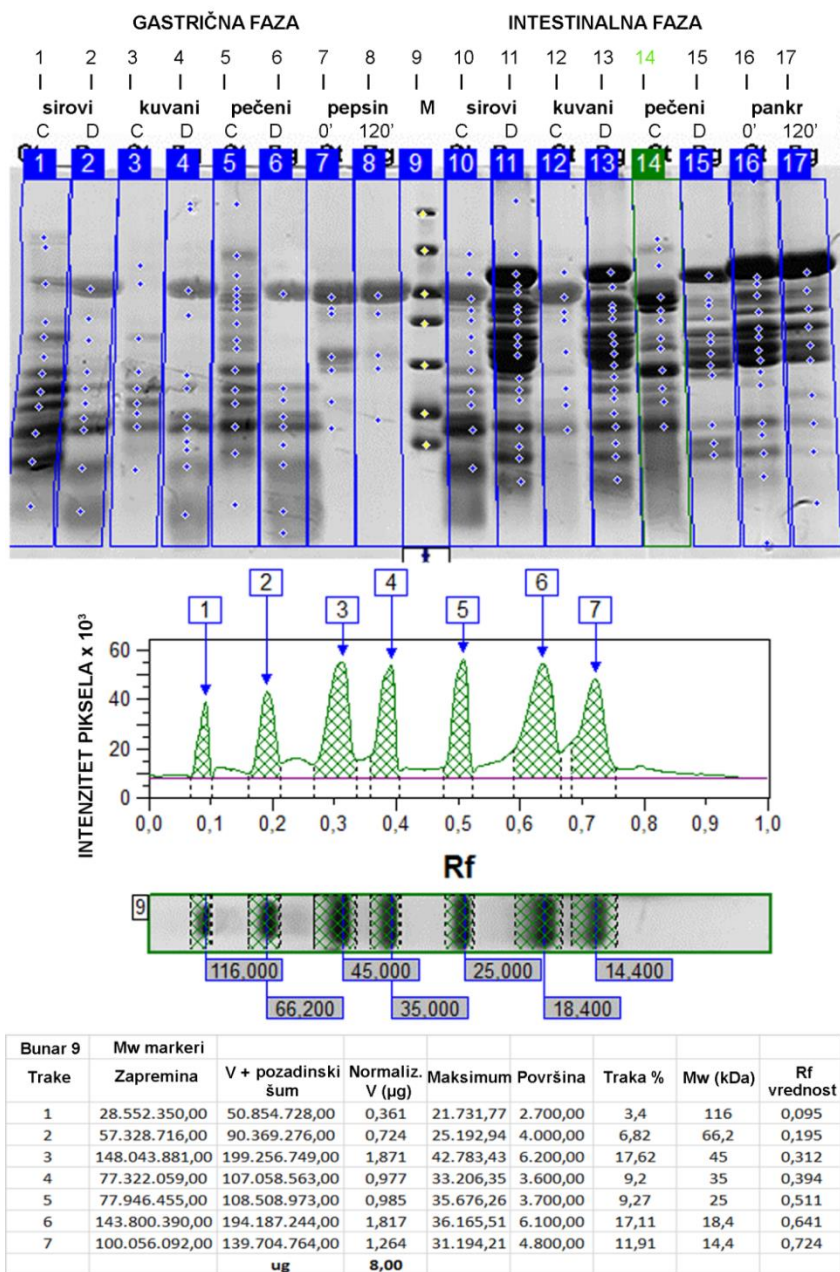 GASTRIČNA FAZA INTESTINALNA FAZA
1 2 3 4 5 6 7 8 9 10 11 12 13 14 15 16 17
sirovi kuvani pečeni pepsin M sirovi kuvani pečeni pankr
C D C D C D 0' 120' C D C D C D 0' 120'
1 2 3 4 5 6 7 8 9 10 11 12 13 14 15 16 17
1 2 3 4 5 6 7
INTENZITET PIKSELA x 10³
60
40
20
0
0,0 0,1 0,2 0,3 0,4 0,5 0,6 0,7 0,8 0,9 1,0
Rf
9
116,000 45,000 25,000 14,400
66,200 35,000 18,400
Bunar 9 Mw markeri
Trake Zapremina V + pozadinski šum Normaliz. V (µg) Maksimum Površina Traka % Mw (kDa) Rf vrednost
1 28.552.350,00 50.854.728,00 0,361 21.731,77 2.700,00 3,4 116 0,095
2 57.328.716,00 90.369.276,00 0,724 25.192,94 4.000,00 6,82 66,2 0,195
3 148.043.881,00 199.256.749,00 1,871 42.783,43 6.200,00 17,62 45 0,312
4 77.322.059,00 107.058.563,00 0,977 33.206,35 3.600,00 9,2 35 0,394
5 77.946.455,00 108.508.973,00 0,985 35.676,26 3.700,00 9,27 25 0,511
6 143.800.390,00 194.187.244,00 1,817 36.165,51 6.100,00 17,11 18,4 0,641
7 100.056.092,00 139.704.764,00 1,264 31.194,21 4.800,00 11,91 14,4 0,724
ug 8,00